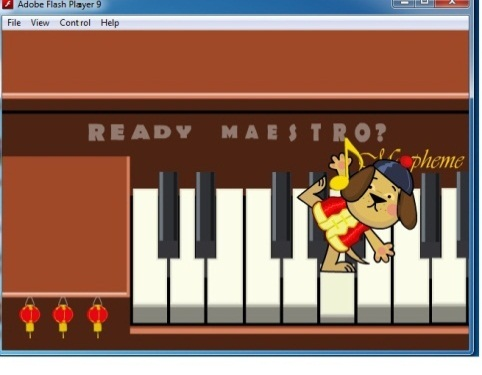 Adobe Flash Player 9
File View Control Help
READY MAESTRO?